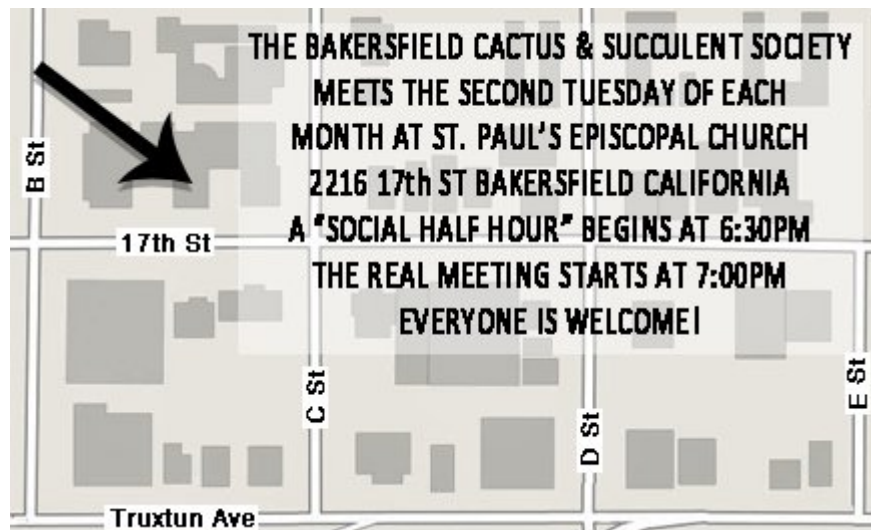 THE BAKERSFIELD CACTUS & SUCCULENT SOCIETY
MEETS THE SECOND TUESDAY OF EACH
MONTH AT ST. PAUL'S EPISCOPAL CHURCH
2216 17th ST BAKERSFIELD CALIFORNIA
A "SOCIAL HALF HOUR" BEGINS AT 6:30PM
THE REAL MEETING STARTS AT 7:00PM
EVERYONE IS WELCOME!
B St
17th St
C St
D St
E St
Truxtun Ave